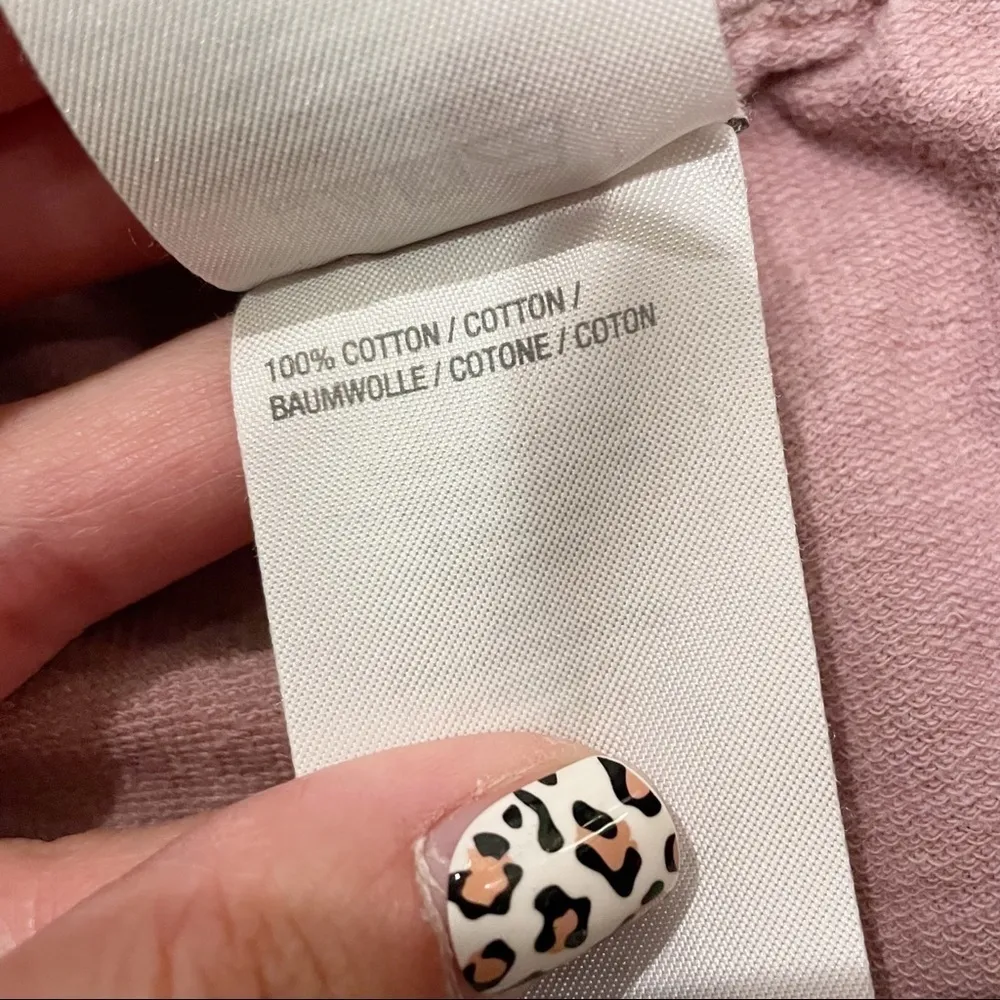 100% COTTON / COTTON /
BAUMWOLLE / COTONE / COTON